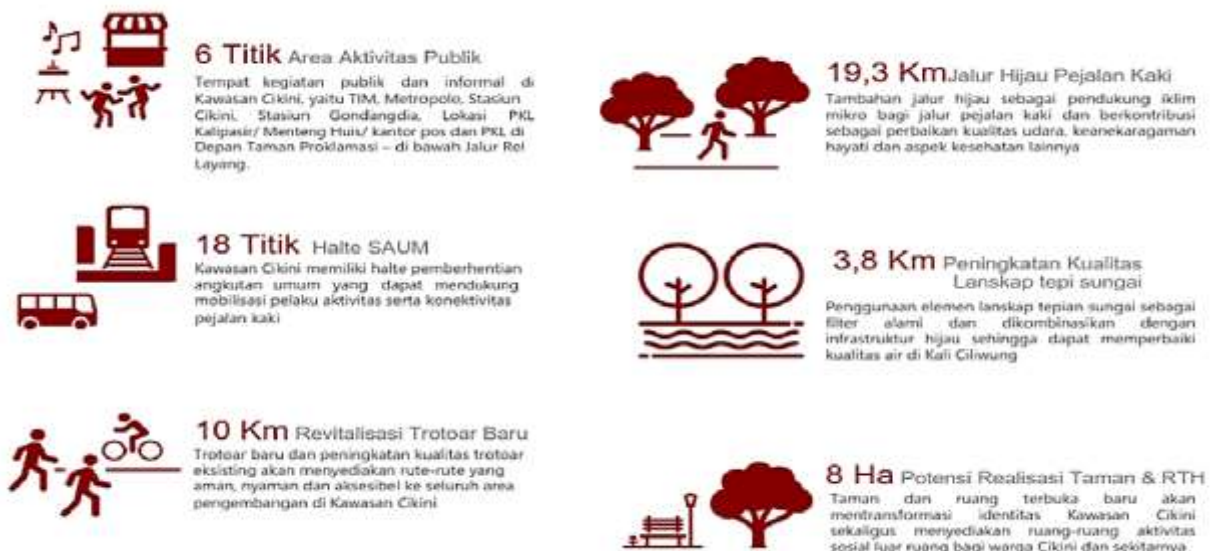 6 Titik Area Aktivitas Publik
Tempat kegiatan publik dan informal di
Kawasan Cikini, yaitu TIM, Metropole, Stasiun
Cikini, Stasiun Gondangdia, Lokasi PKL
Kalipasir/ Menteng Huis/ kantor pos dan PKL di
Depan Taman Proklamasi – di bawah Jalur Rel
Layang.
18 Titik Halte SAUM
Kawasan Cikini memiliki halte pemberhentian
angkutan umum yang dapat mendukung
mobilisasi pelaku aktivitas serta konektivitas
pejalan kaki
10 Km Revitalisasi Trotoar Baru
Trotoar baru dan peningkatan kualitas trotoar
eksisting akan menyediakan rute-rute yang
aman, nyaman dan aksesibel ke seluruh area
pengembangan di Kawasan Cikini
19,3 Km Jalur Hijau Pejalan Kaki
Tambahan jalur hijau sebagai pendukung iklim
mikro bagi jalur pejalan kaki dan berkontribusi
sebagai perbaikan kualitas udara, keanekaragaman
hayati dan aspek kesehatan lainnya
3,8 Km Peningkatan Kualitas
Lanskap tepi sungai
Penggunaan elemen lanskap tepian sungai sebagai
filter alami dan dikombinasikan dengan
infrastruktur hijau sehingga dapat memperbaiki
kualitas air di Kali Ciliwung
8 Ha Potensi Realisasi Taman & RTH
Taman dan ruang terbuka baru akan
mentransformasi identitas Kawasan Cikini
sekaligus menyediakan ruang-ruang aktivitas
sosial luar ruang bagi warga Cikini dan sekitarnya